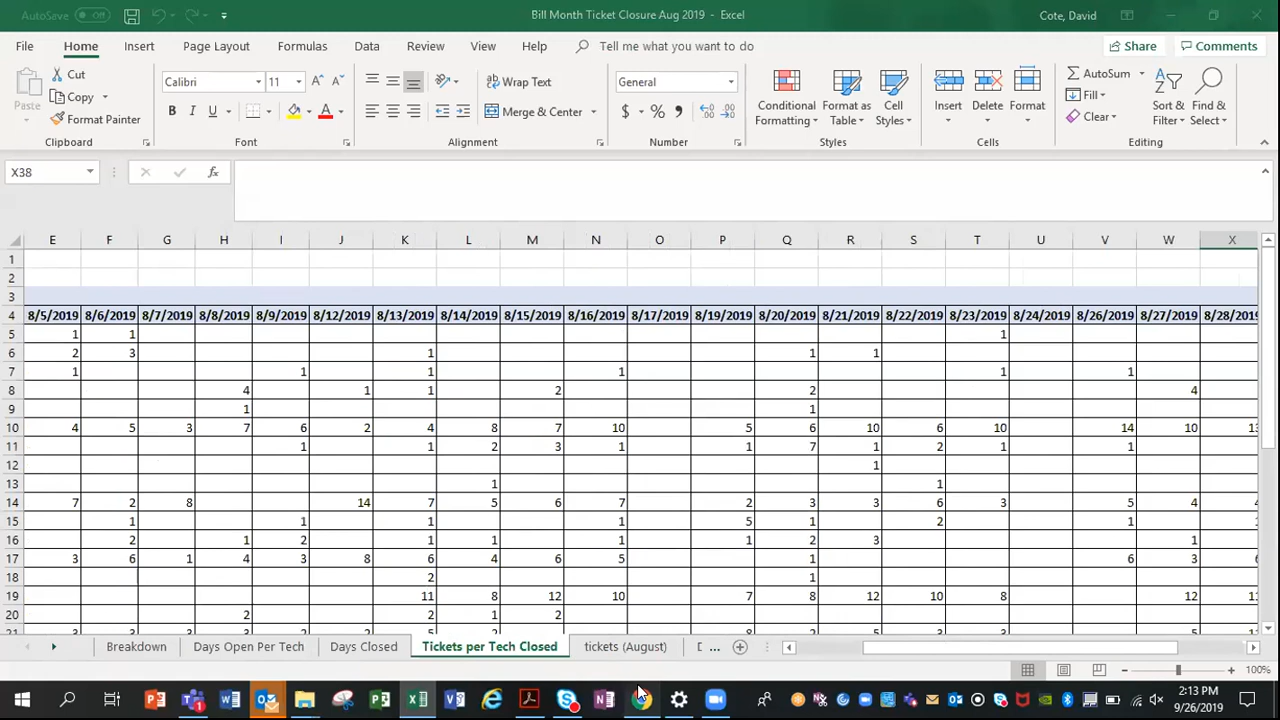 AutoSave Off Bill Month Ticket Closure Aug 2019 - Excel Cote, David
File Home Insert Page Layout Formulas Data Review View Help Tell me what you want to do Share Comments
Paste Cut Copy Format Painter Clipboard
Calibri 11 B I U A Font
Wrap Text Merge & Center Alignment
General $ % Number
Conditional Formatting Format as Table Cell Styles Styles
Insert Delete Format Cells
AutoSum Fill Clear Sort & Filter Find & Select Editing
X38 fx
E F G H I J K L M N O P Q R S T U V W X
1
2
3
4 8/5/2019 8/6/2019 8/7/2019 8/8/2019 8/9/2019 8/12/2019 8/13/2019 8/14/2019 8/15/2019 8/16/2019 8/17/2019 8/19/2019 8/20/2019 8/21/2019 8/22/2019 8/23/2019 8/24/2019 8/26/2019 8/27/2019 8/28/2019
5 1 1 1
6 2 3 1 1 1
7 1 1 1 1 1 1
8 4 1 1 2 2 4
9 1 1
10 4 5 3 7 6 2 4 8 7 10 5 6 10 6 10 14 10
11 1 1 2 3 1 1 7 1 2 1 1
12 1
13 1 1
14 7 2 8 14 7 5 6 7 2 3 3 6 3 5 4
15 1 1 1 1 5 1 2 1
16 2 1 2 1 1 1 1 2 3 1
17 3 6 1 4 3 8 6 4 6 5 1 6 3
18 2 1
19 11 8 12 10 7 8 12 10 8 12
20 2 2 1 2
Breakdown Days Open Per Tech Days Closed Tickets per Tech Closed tickets (August) ...
100%
2:13 PM
9/26/2019